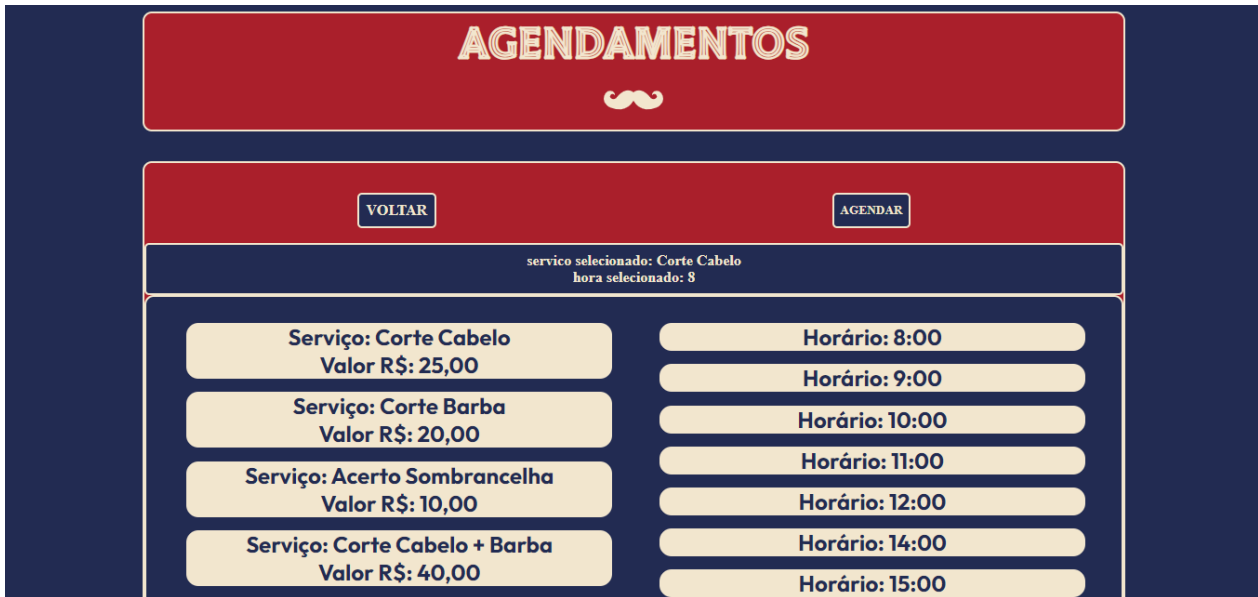 AGENDAMENTOS
VOLTAR
AGENDAR
servico selecionado: Corte Cabelo
hora selecionado: 8
Serviço: Corte Cabelo
Valor R$: 25,00
Serviço: Corte Barba
Valor R$: 20,00
Serviço: Acerto Sombrancelha
Valor R$: 10,00
Serviço: Corte Cabelo + Barba
Valor R$: 40,00
Horário: 8:00
Horário: 9:00
Horário: 10:00
Horário: 11:00
Horário: 12:00
Horário: 14:00
Horário: 15:00